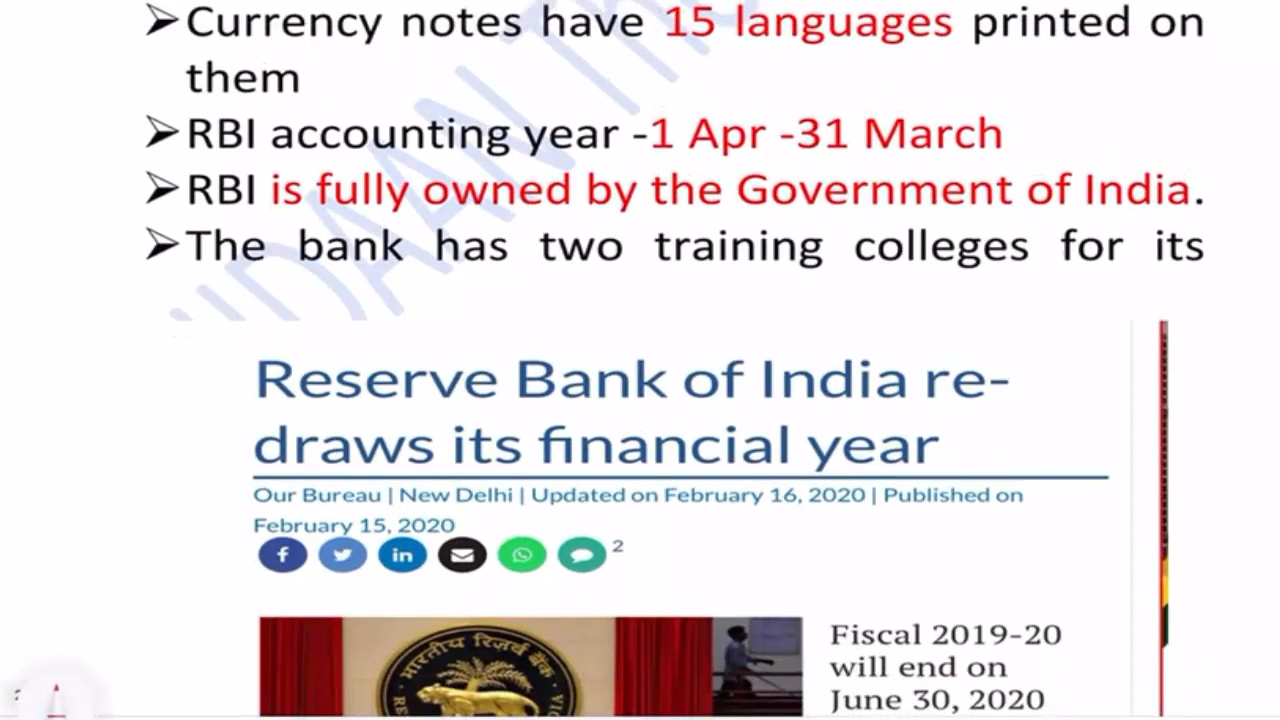 ➢Currency notes have 15 languages printed on
them
➢RBI accounting year -1 Apr -31 March
➢RBI is fully owned by the Government of India.
➢The bank has two training colleges for its
Reserve Bank of India re-
draws its financial year
Our Bureau | New Delhi | Updated on February 16, 2020 | Published on
February 15, 2020
f in 2
भारतीय रिज़र्व बैंक
Fiscal 2019-20
will end on
June 30, 2020